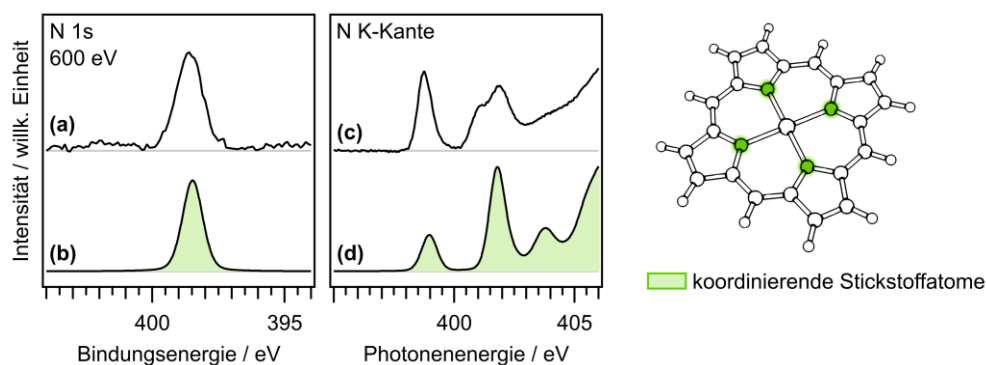 N 1s
600 eV
(a)
(b)
400
395
Bindungsenergie / eV
Intensität / willk. Einheit
N K-Kante
(c)
(d)
400
405
Photonenenergie / eV
koordinierende Stickstoffatome